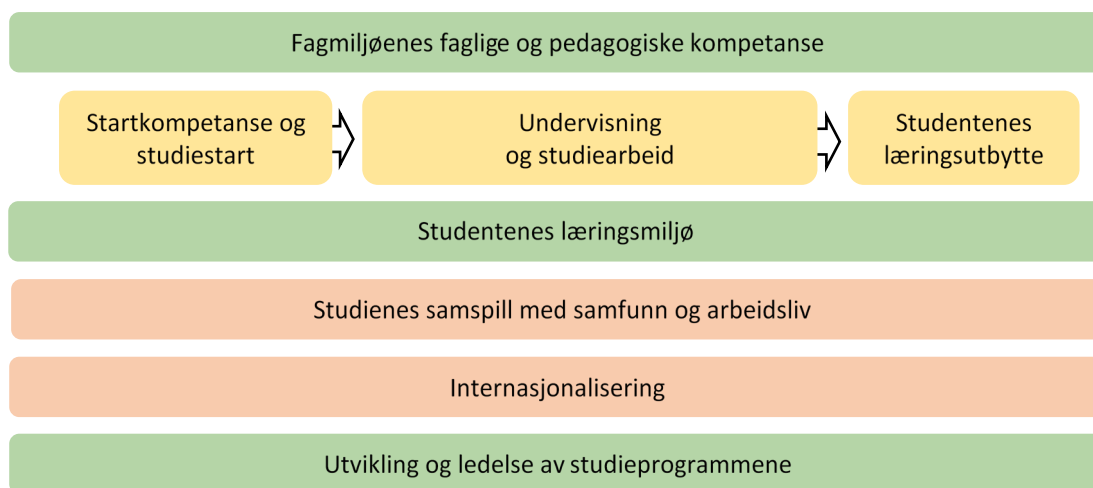 Fagmiljøenes faglige og pedagogiske kompetanse
Startkompetanse og
studiestart
Undervisning
og studiearbeid
Studentenes
læringsutbytte
Studentenes læringsmiljø
Studienes samspill med samfunn og arbeidsliv
Internasjonalisering
Utvikling og ledelse av studieprogrammene